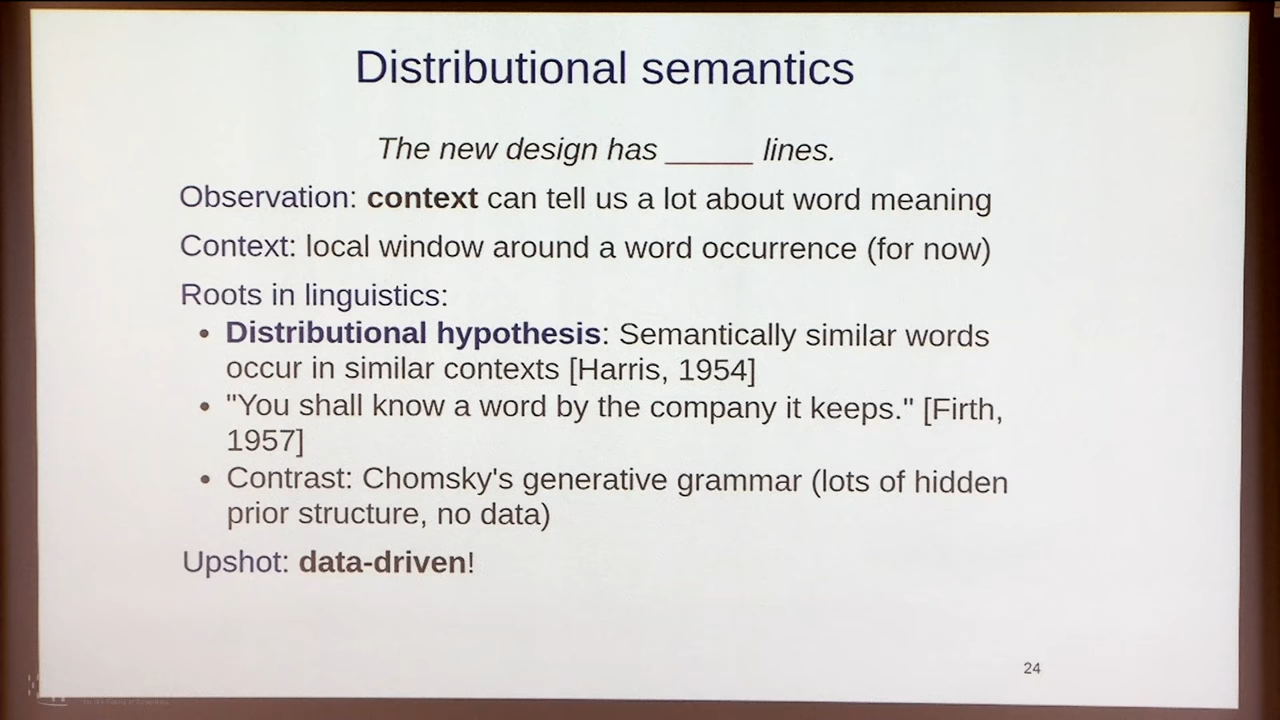 Distributional semantics
The new design has _____ lines.
Observation: context can tell us a lot about word meaning
Context: local window around a word occurrence (for now)
Roots in linguistics:
• Distributional hypothesis: Semantically similar words
occur in similar contexts [Harris, 1954]
• "You shall know a word by the company it keeps." [Firth,
1957]
• Contrast: Chomsky's generative grammar (lots of hidden
prior structure, no data)
Upshot: data-driven!
24